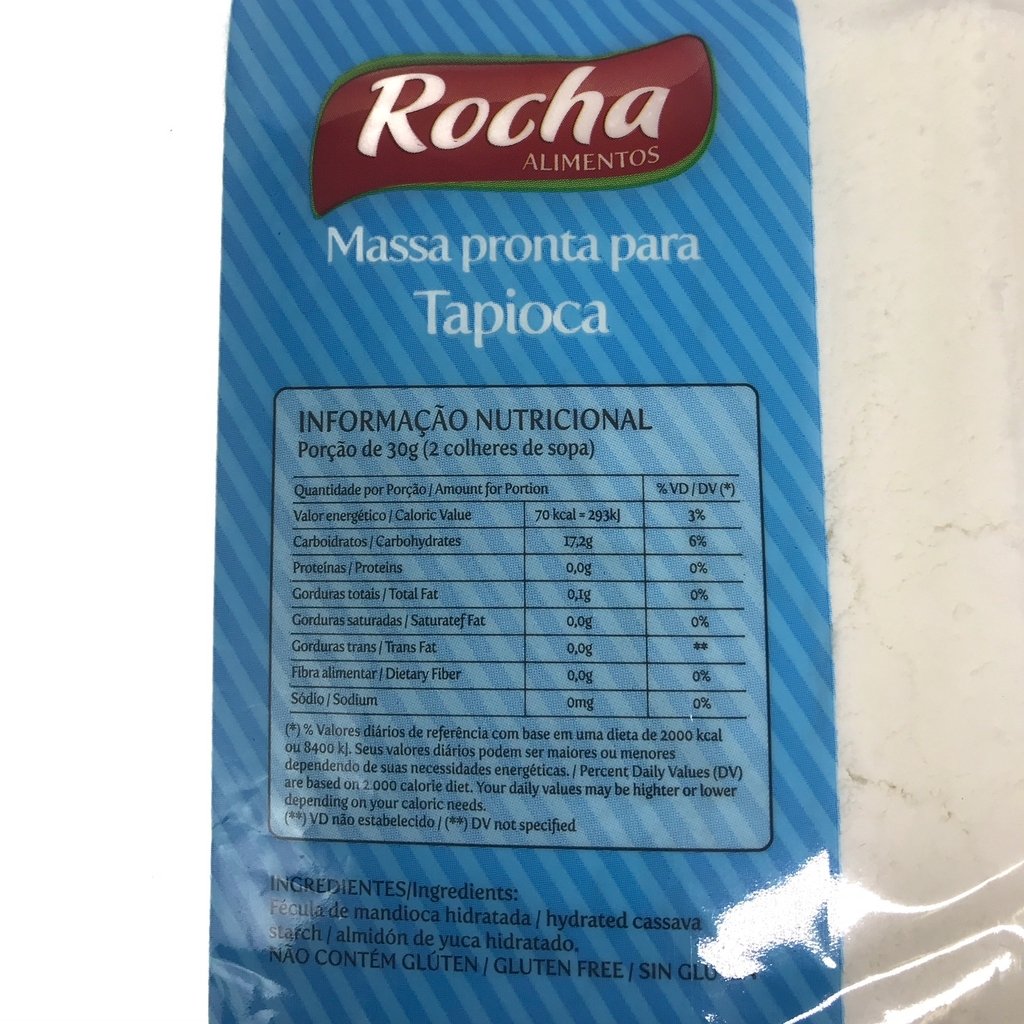 Rocha
ALIMENTOS
Massa pronta para
Tapioca
INFORMAÇÃO NUTRICIONAL
Porção de 30g (2 colheres de sopa)
Quantidade por Porção / Amount for Portion % VD / DV (*)
Valor energético / Caloric Value 70 kcal = 293kJ 3%
Carboidratos / Carbohydrates 17,2g 6%
Proteínas / Proteins 0,0g 0%
Gorduras totais / Total Fat 0,1g 0%
Gorduras saturadas / Saturatef Fat 0,0g 0%
Gorduras trans / Trans Fat 0,0g **
Fibra alimentar / Dietary Fiber 0,0g 0%
Sódio / Sodium 0mg 0%
(*) % Valores diários de referência com base em uma dieta de 2000 kcal
ou 8400 kJ. Seus valores diários podem ser maiores ou menores
dependendo de suas necessidades energéticas. / Percent Daily Values (DV)
are based on 2.000 calorie diet. Your daily values may be highter or lower
depending on your caloric needs.
(**) VD não estabelecido / (**) DV not specified
INGREDIENTES/Ingredients:
Fécula de mandioca hidratada / hydrated cassava
starch / almidón de yuca hidratado.
NÃO CONTÉM GLÚTEN / GLUTEN FREE / SIN